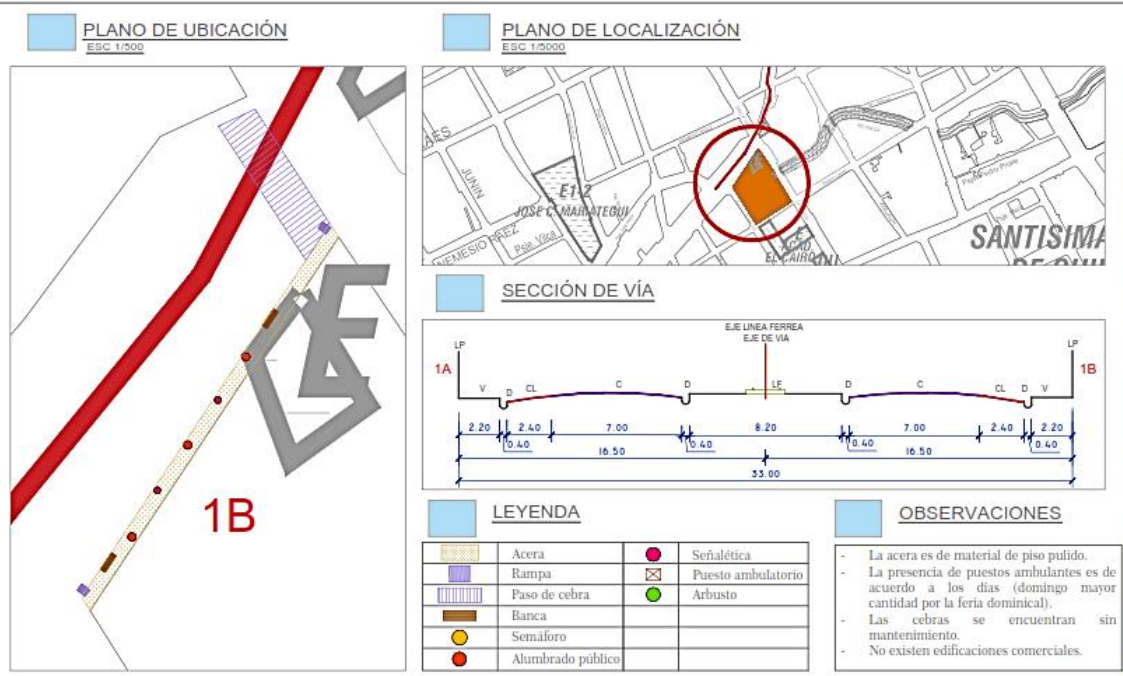 PLANO DE UBICACIÓN
ESC 1/500
1B
PLANO DE LOCALIZACIÓN
ESC 1/5000
JUNIN
E1-2
JOSE C. MARIATEGUI
NEMESIO RAEZ
Psje. Vilca
EL CAIRO
SANTISIMA
SECCIÓN DE VÍA
EJE LINEA FERREA
EJE DE VIA
LP
LP
1A
1B
V D CL C D LF D C CL D V
2.20 2.40 7.00 8.20 7.00 2.40 2.20
0.40 0.40 0.40 0.40
16.50 16.50
33.00
LEYENDA
Acera
Rampa
Paso de cebra
Banca
Semáforo
Alumbrado público
Señalética
Puesto ambulatorio
Arbusto
OBSERVACIONES
- La acera es de material de piso pulido.
- La presencia de puestos ambulantes es de
acuerdo a los días (domingo mayor
cantidad por la feria dominical).
- Las cebras se encuentran sin
mantenimiento.
- No existen edificaciones comerciales.